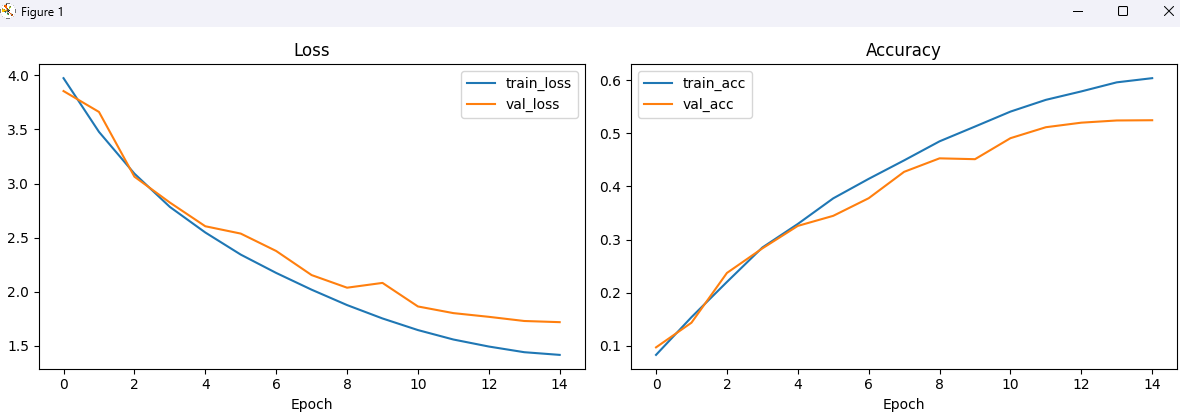 Figure 1
Loss
4.0
3.5
3.0
2.5
2.0
1.5
train_loss
val_loss
0 2 4 6 8 10 12 14
Epoch
Accuracy
0.6
0.5
0.4
0.3
0.2
0.1
train_acc
val_acc
0 2 4 6 8 10 12 14
Epoch